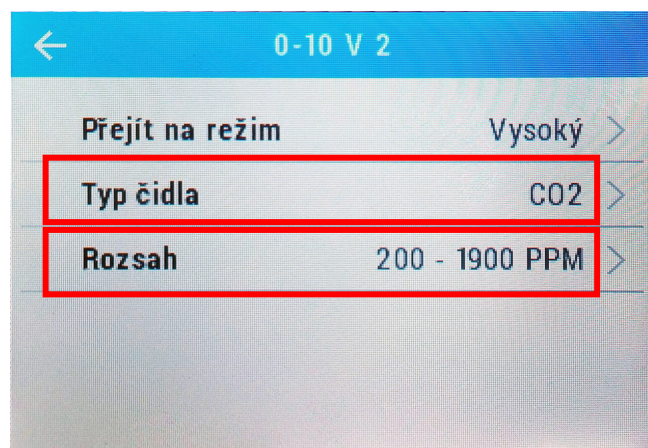 0-10 V 2
Přejít na režim Vysoký
Typ čidla CO2
Rozsah 200 - 1900 PPM